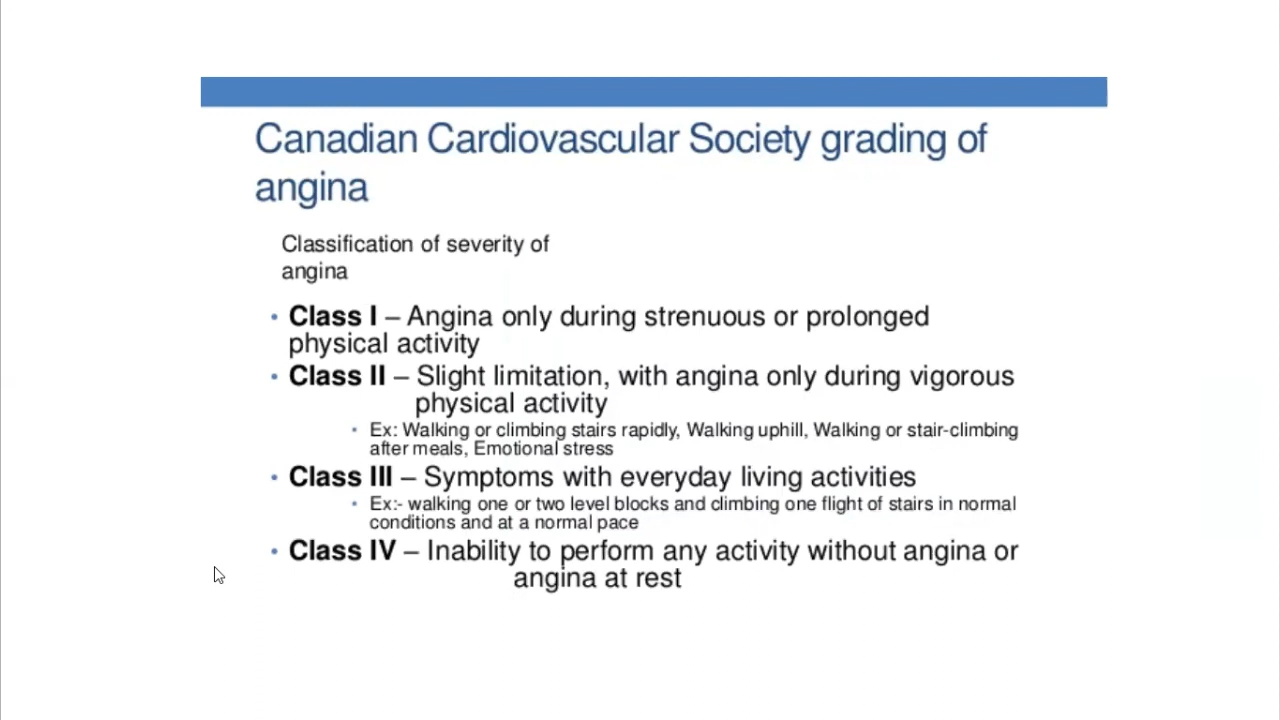 Canadian Cardiovascular Society grading of
angina
Classification of severity of
angina
• Class I – Angina only during strenuous or prolonged
physical activity
• Class II – Slight limitation, with angina only during vigorous
physical activity
• Ex: Walking or climbing stairs rapidly, Walking uphill, Walking or stair-climbing
after meals, Emotional stress
• Class III – Symptoms with everyday living activities
• Ex:- walking one or two level blocks and climbing one flight of stairs in normal
conditions and at a normal pace
• Class IV – Inability to perform any activity without angina or
angina at rest